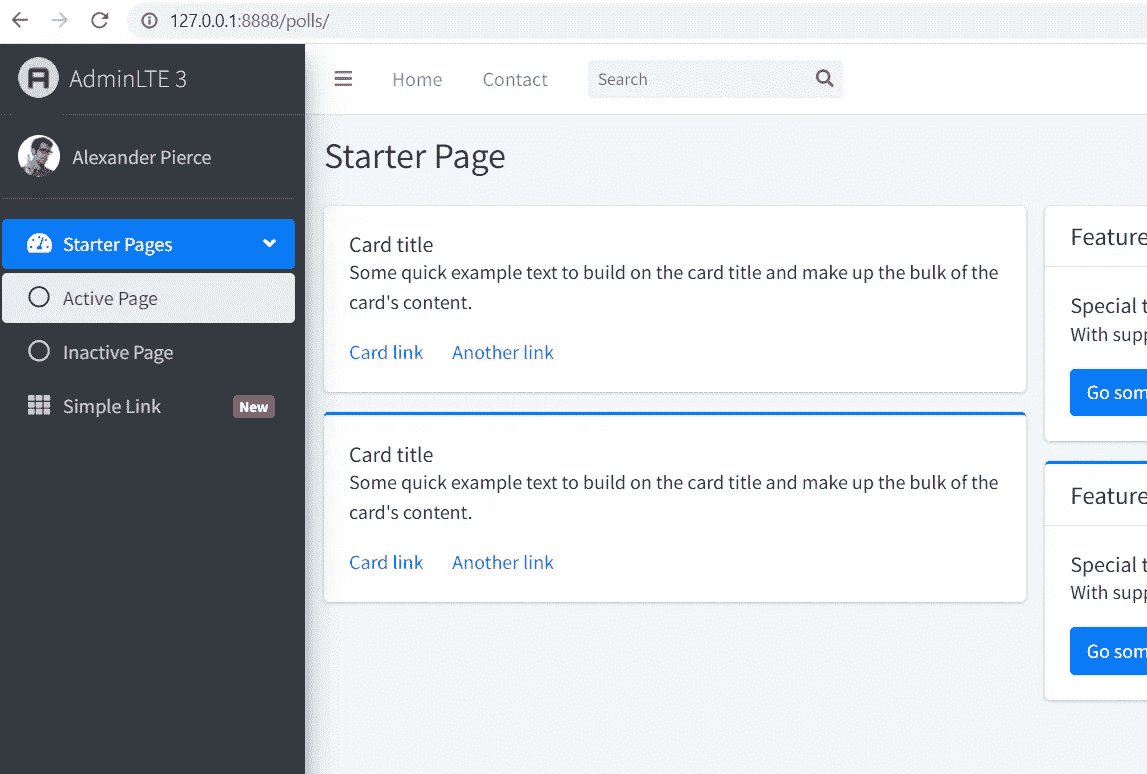 127.0.0.1:8888/polls/
AdminLTE 3
Home Contact Search
Alexander Pierce
Starter Pages
Active Page
Inactive Page
Simple Link New
Starter Page
Card title
Some quick example text to build on the card title and make up the bulk of the
card's content.
Card link Another link
Card title
Some quick example text to build on the card title and make up the bulk of the
card's content.
Card link Another link
Feature
Special t
With supp
Go som
Feature
Special t
With supp
Go som